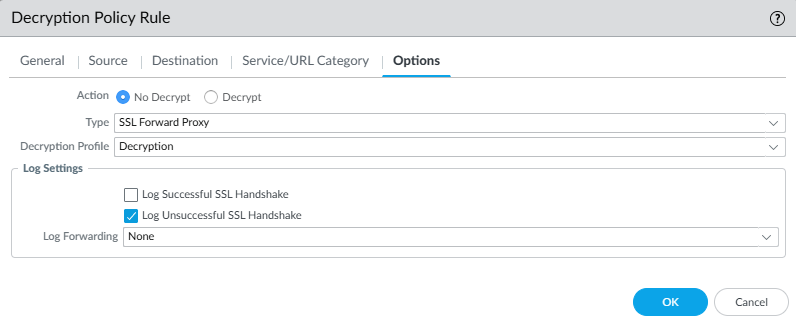 Decryption Policy Rule
?
General | Source | Destination | Service/URL Category | Options
Action No Decrypt Decrypt
Type SSL Forward Proxy
Decryption Profile Decryption
Log Settings
Log Successful SSL Handshake
Log Unsuccessful SSL Handshake
Log Forwarding None
OK Cancel